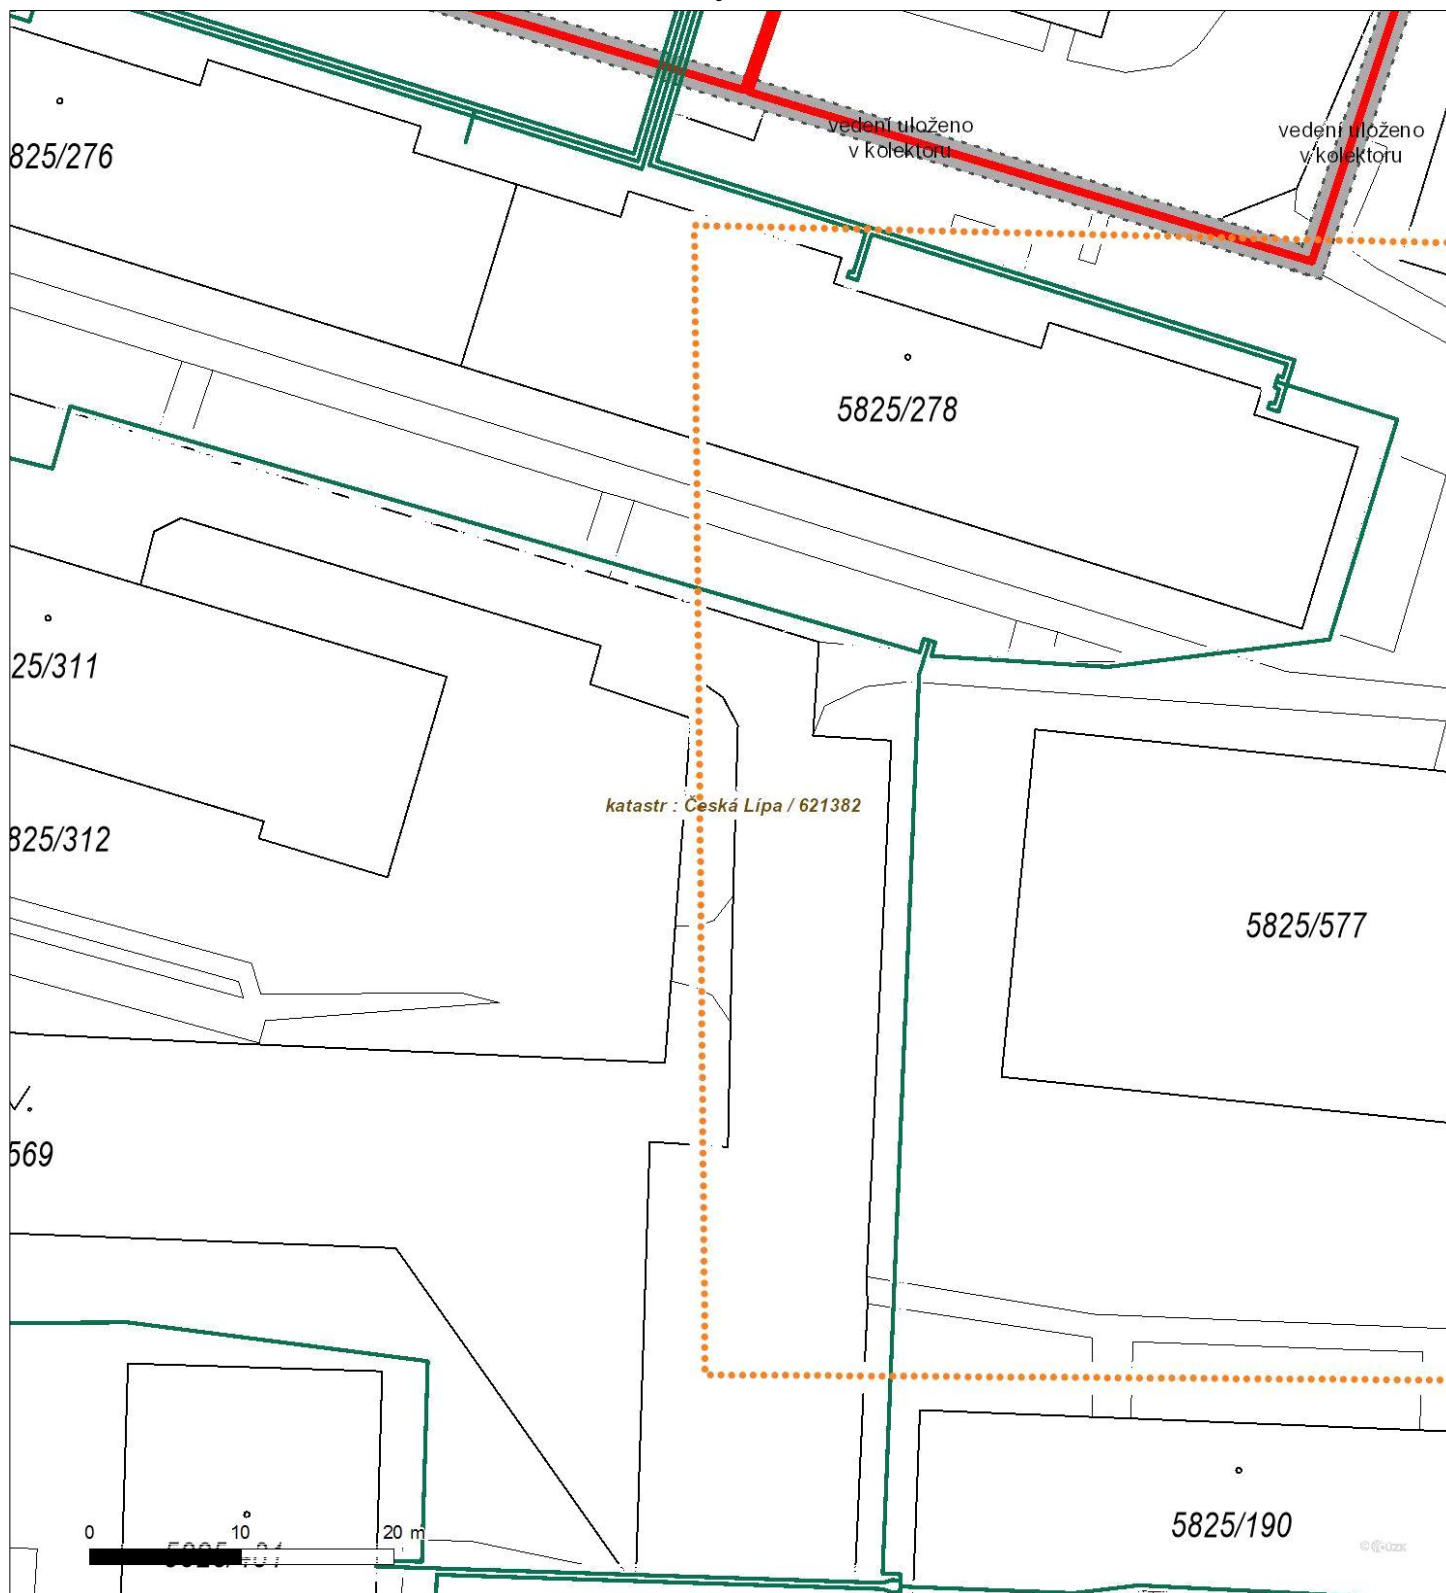 vedení uloženo
v kolektoru
vedení uloženo
v kolektoru
825/276
5825/278
25/311
katastr : Česká Lípa / 621382
825/312
5825/577
569
5825/190
0 10 20 m